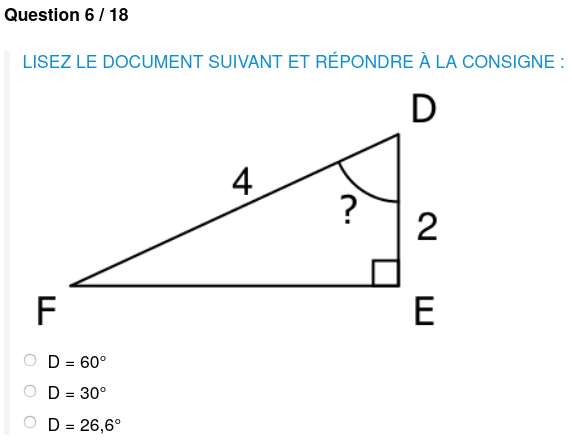 Question 6 / 18
LISEZ LE DOCUMENT SUIVANT ET RÉPONDRE À LA CONSIGNE :
D
4
?
2
F
E
D = 60°
D = 30°
D = 26,6°